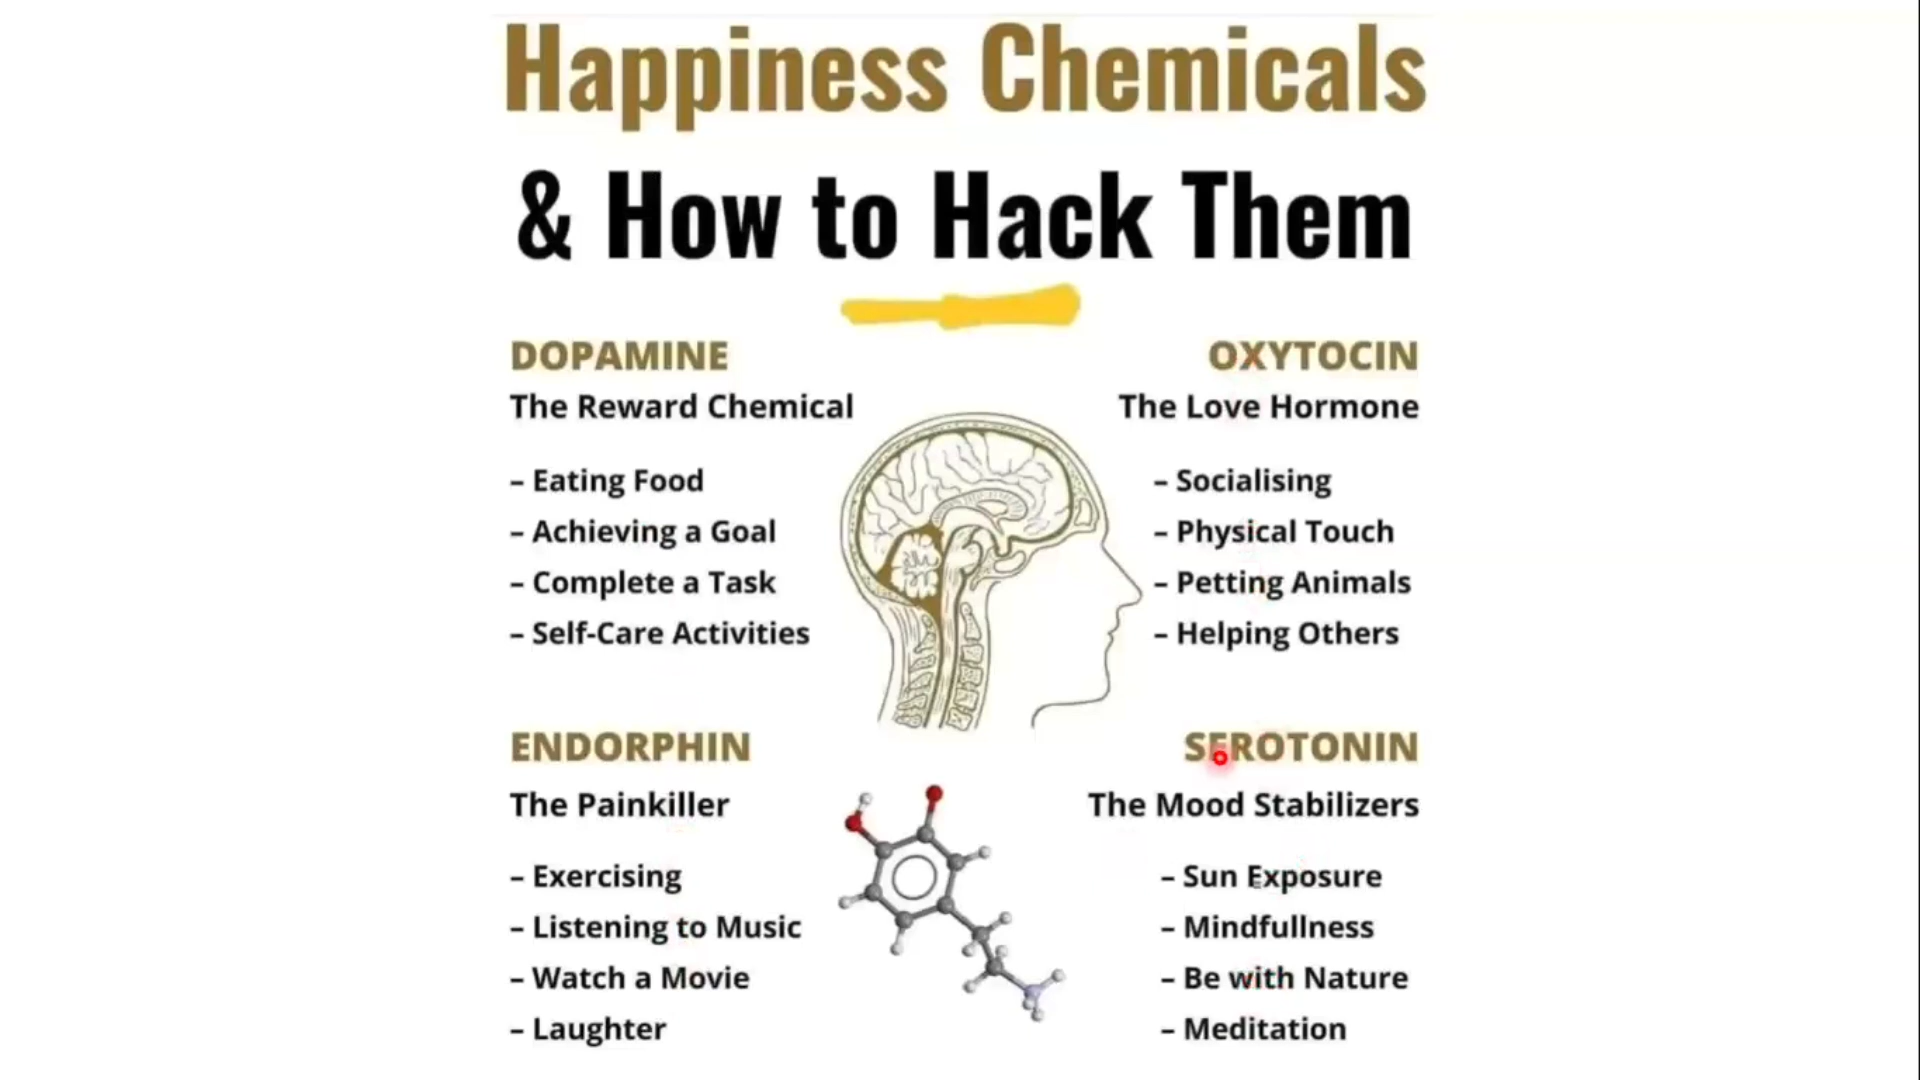 Happiness Chemicals
& How to Hack Them
DOPAMINE
The Reward Chemical
– Eating Food
– Achieving a Goal
– Complete a Task
– Self-Care Activities
OXYTOCIN
The Love Hormone
– Socialising
– Physical Touch
– Petting Animals
– Helping Others
ENDORPHIN
The Painkiller
– Exercising
– Listening to Music
– Watch a Movie
– Laughter
SEROTONIN
The Mood Stabilizers
– Sun Exposure
– Mindfullness
– Be with Nature
– Meditation